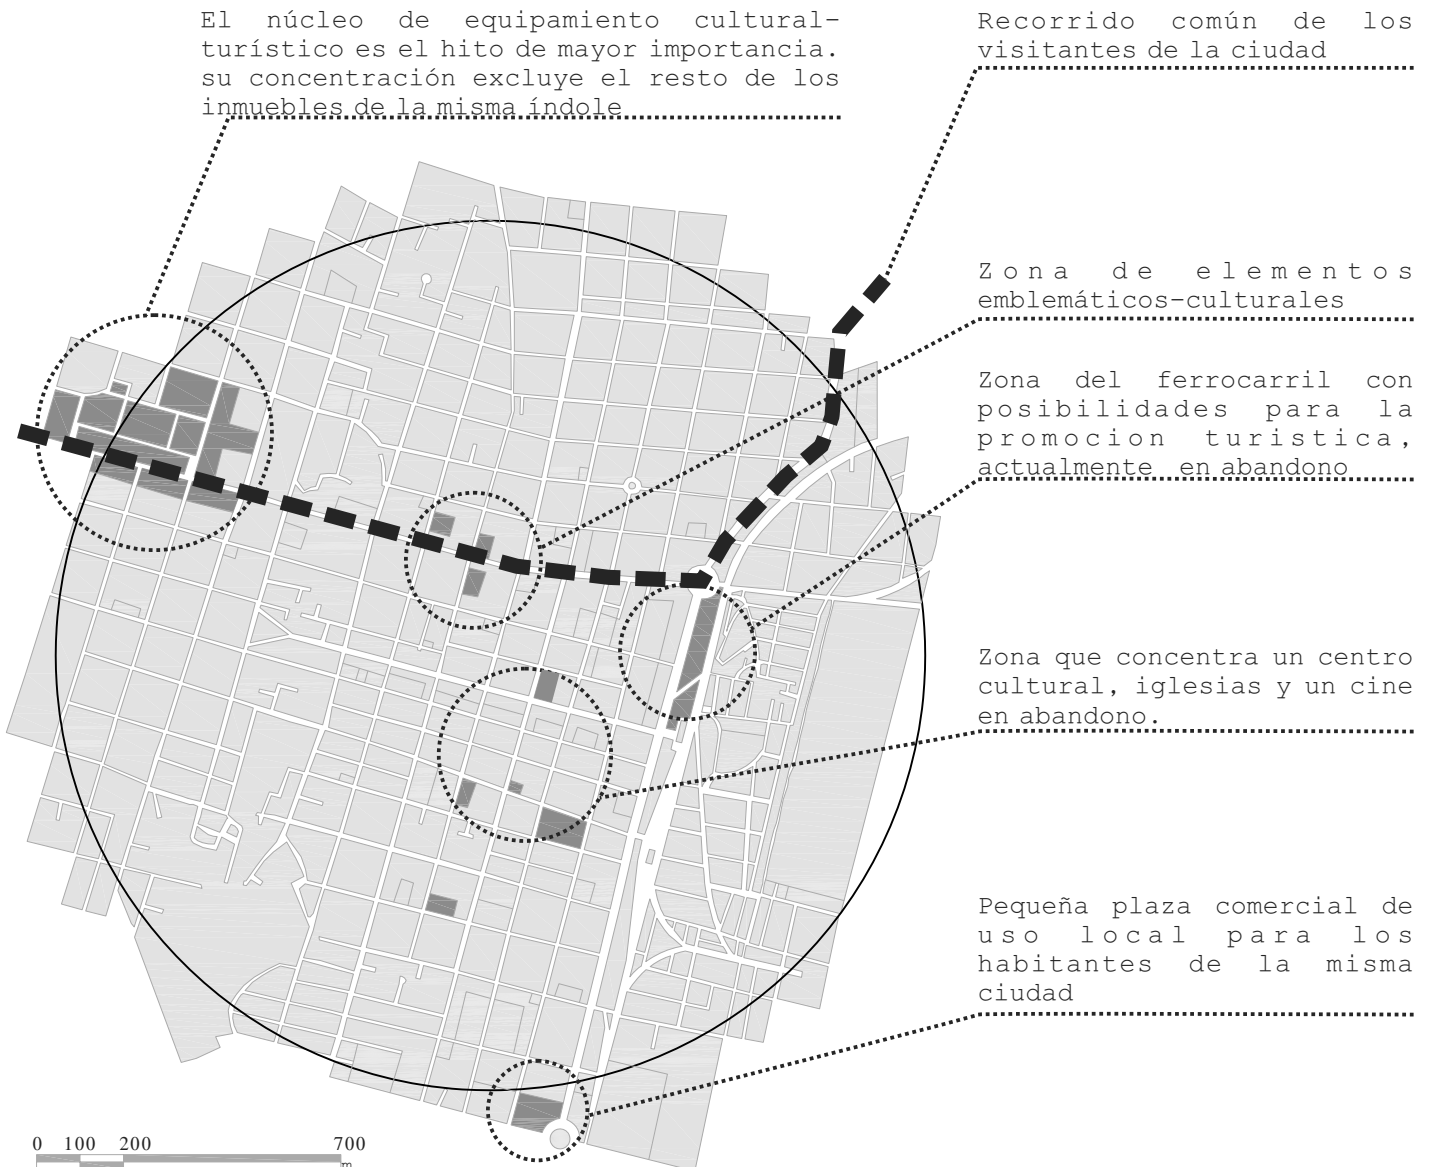 El núcleo de equipamiento cultural-
turístico es el hito de mayor importancia.
su concentración excluye el resto de los
inmuebles de la misma índole
Recorrido común de los
visitantes de la ciudad
Zona de elementos
emblemáticos-culturales
Zona del ferrocarril con
posibilidades para la
promocion turistica,
actualmente en abandono
Zona que concentra un centro
cultural, iglesias y un cine
en abandono.
Pequeña plaza comercial de
uso local para los
habitantes de la misma
ciudad
0 100 200 700
m